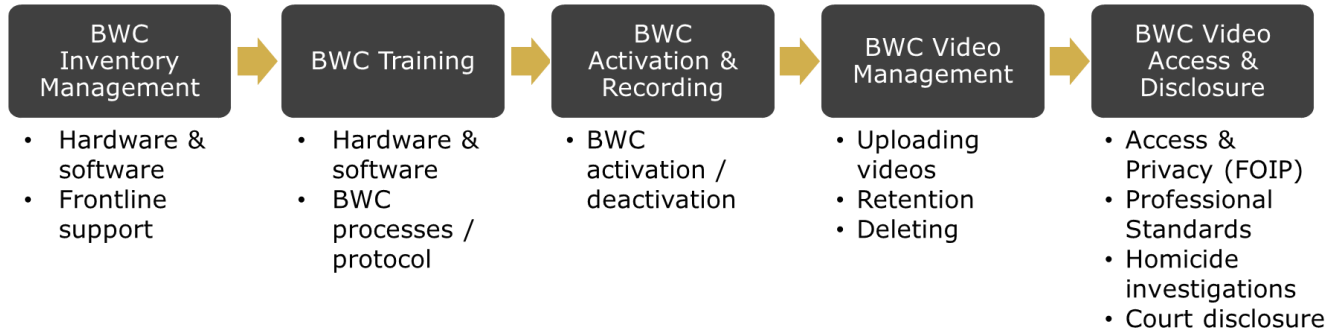 BWC
Inventory
Management
• Hardware &
software
• Frontline
support
BWC Training
• Hardware &
software
• BWC
processes /
protocol
BWC
Activation &
Recording
• BWC
activation /
deactivation
BWC Video
Management
• Uploading
videos
• Retention
• Deleting
BWC Video
Access &
Disclosure
• Access &
Privacy (FOIP)
• Professional
Standards
• Homicide
investigations
• Court disclosure